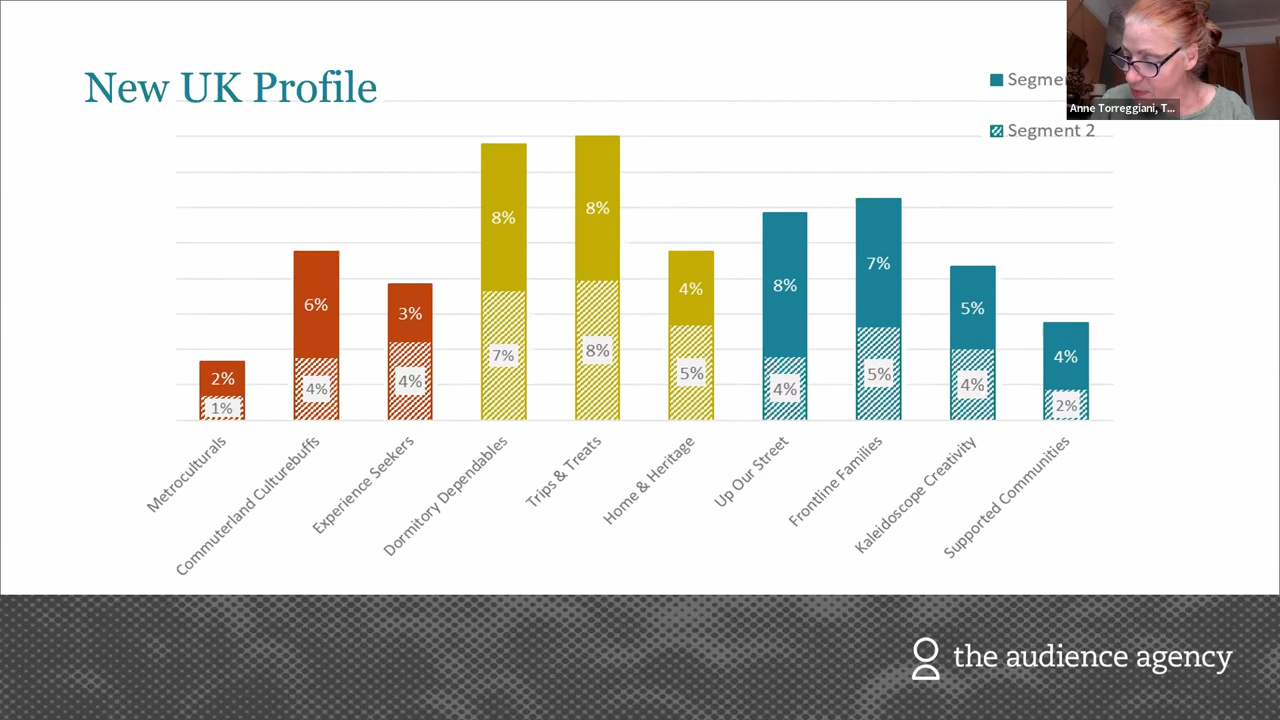 New UK Profile
Segme
Anne Torreggiani, T...
Segment 2
8%
8%
6%
3%
2%
4%
8%
7%
5%
4%
1%
4%
4%
7%
8%
5%
4%
5%
4%
2%
Metroculturals
Commuterland Culturebuffs
Experience Seekers
Dormitory Dependables
Trips & Treats
Home & Heritage
Up Our Street
Frontline Families
Kaleidoscope Creativity
Supported Communities
the audience agency